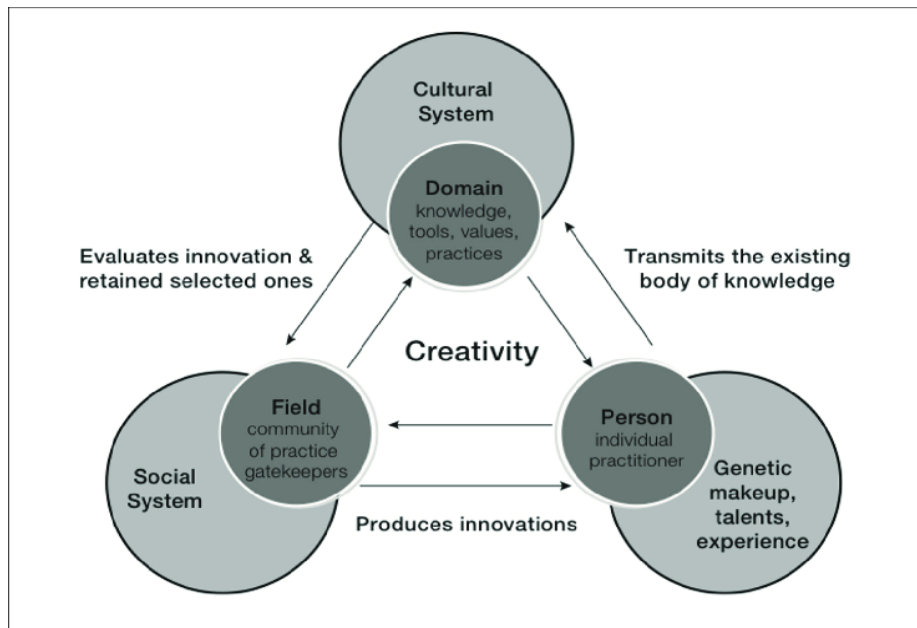 Cultural
System
Domain
knowledge,
tools, values,
practices
Evaluates innovation &
retained selected ones
Transmits the existing
body of knowledge
Creativity
Field
community
of practice
gatekeepers
Person
individual
practitioner
Social
System
Genetic
makeup,
talents,
experience
Produces innovations